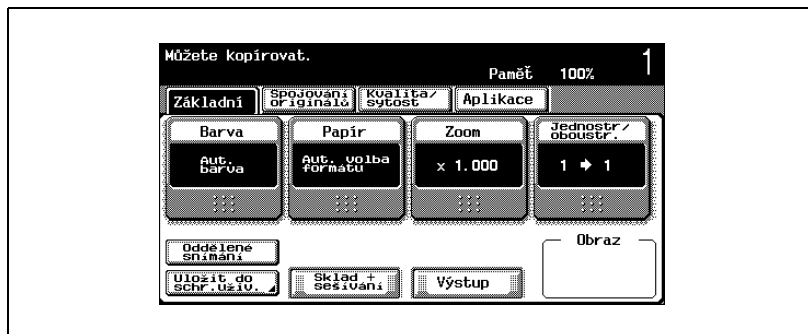 Můžete kopírovat.
Paměť 100% 1
Základní
Spojování
originálů
Kvalita/
sytost
Aplikace
Barva
Papír
Zoom
Jednostr/
oboustr.
Aut.
barva
Aut. volba
formátu
x 1.000
1 ➔ 1
Oddělené
snímání
Obraz
Uložit do
schr.uživ.
Sklad +
sešívání
Výstup